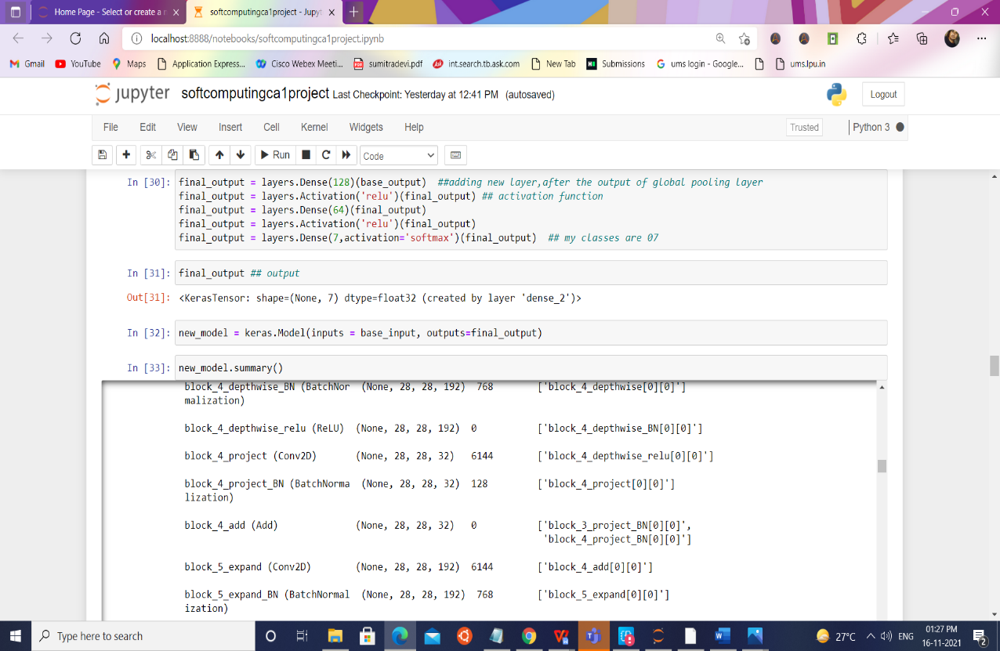 Home Page - Select or create a n
softcomputingca1project - Jupyt
localhost:8888/notebooks/softcomputingca1project.ipynb
Gmail YouTube Maps Application Express... Cisco Webex Meeti... sumitradevi.pdf int.search.tb.ask.com New Tab Submissions ums login - Google... ums.lpu.in
jupyter softcomputingca1project Last Checkpoint: Yesterday at 12:41 PM (autosaved)
Logout
File Edit View Insert Cell Kernel Widgets Help
Trusted
Python 3
Run
Code
In [30]: final_output = layers.Dense(128)(base_output)  ##adding new layer,after the output of global pooling layer
final_output = layers.Activation('relu')(final_output) ## activation function
final_output = layers.Dense(64)(final_output)
final_output = layers.Activation('relu')(final_output)
final_output = layers.Dense(7,activation='softmax')(final_output)  ## my classes are 07
In [31]: final_output ## output
Out[31]: <KerasTensor: shape=(None, 7) dtype=float32 (created by layer 'dense_2')>
In [32]: new_model = keras.Model(inputs = base_input, outputs=final_output)
In [33]: new_model.summary()
block_4_depthwise_BN (BatchNor  (None, 28, 28, 192)  768  ['block_4_depthwise[0][0]']
malization)
block_4_depthwise_relu (ReLU)  (None, 28, 28, 192)  0  ['block_4_depthwise_BN[0][0]']
block_4_project (Conv2D)  (None, 28, 28, 32)  6144  ['block_4_depthwise_relu[0][0]']
block_4_project_BN (BatchNorma  (None, 28, 28, 32)  128  ['block_4_project[0][0]']
lization)
block_4_add (Add)  (None, 28, 28, 32)  0  ['block_3_project_BN[0][0]',
'block_4_project_BN[0][0]']
block_5_expand (Conv2D)  (None, 28, 28, 192)  6144  ['block_4_add[0][0]']
block_5_expand_BN (BatchNormal  (None, 28, 28, 192)  768  ['block_5_expand[0][0]']
ization)
Type here to search
27°C
ENG
01:27 PM
16-11-2021
2